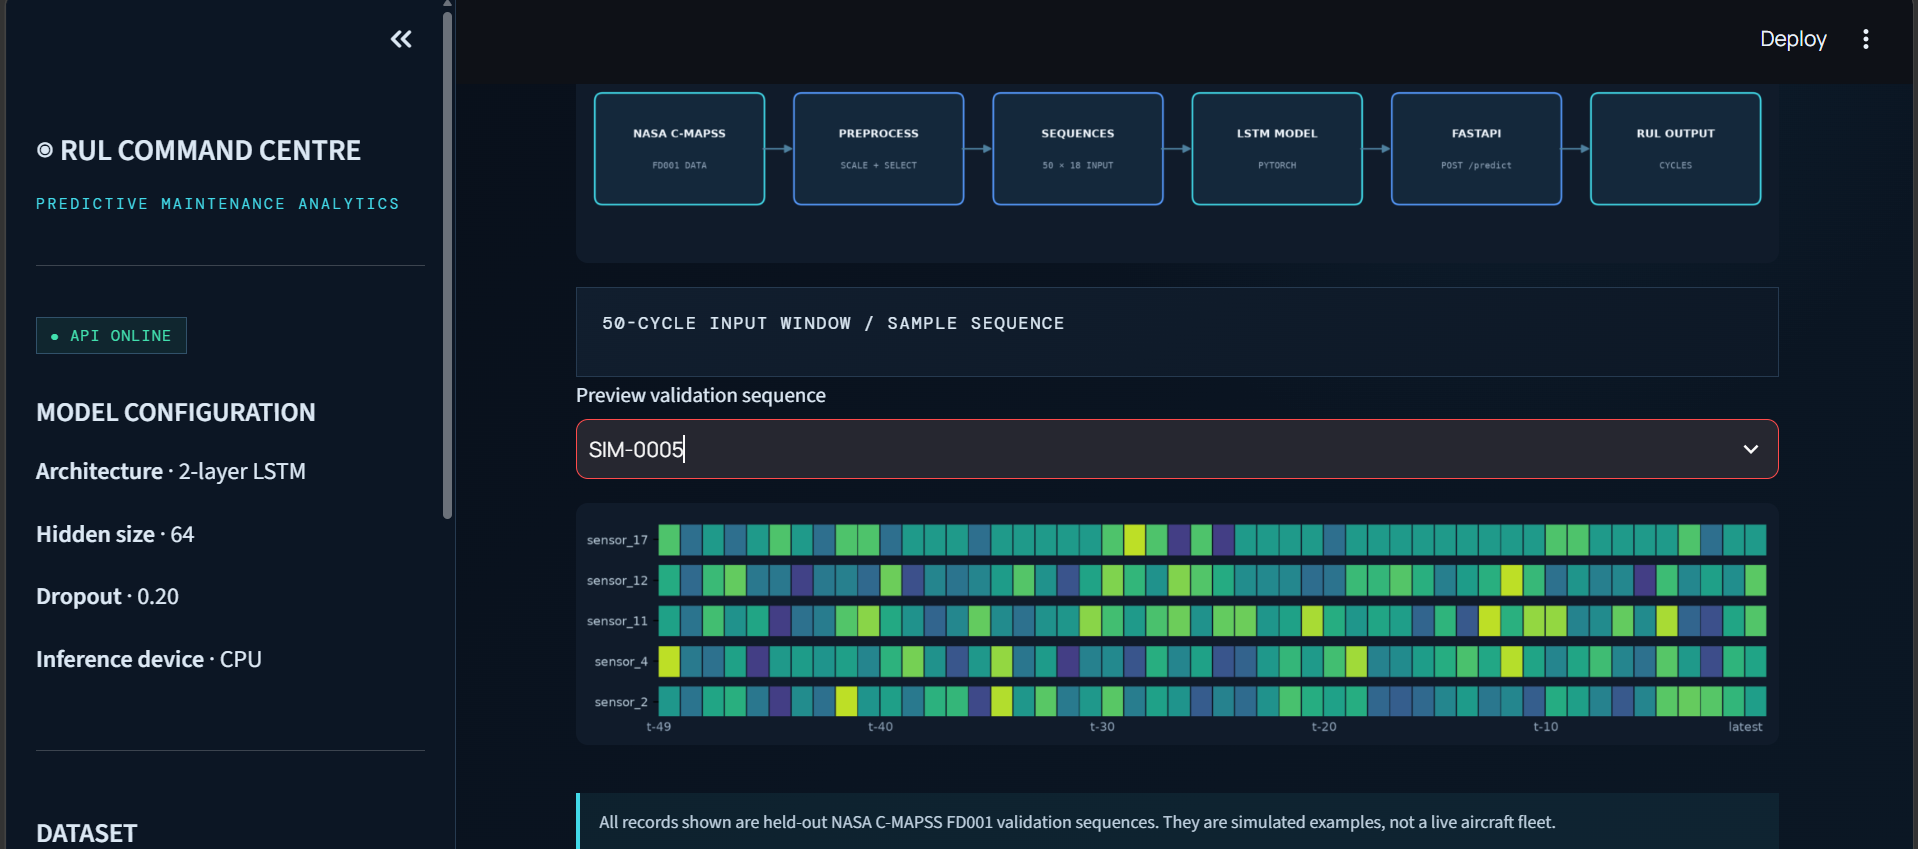 Deploy
RUL COMMAND CENTRE
PREDICTIVE MAINTENANCE ANALYTICS
● API ONLINE
MODEL CONFIGURATION
Architecture · 2-layer LSTM
Hidden size · 64
Dropout · 0.20
Inference device · CPU
DATASET
NASA C-MAPSS
FD001 DATA
PREPROCESS
SCALE + SELECT
SEQUENCES
50 × 18 INPUT
LSTM MODEL
PYTORCH
FASTAPI
POST /predict
RUL OUTPUT
CYCLES
50-CYCLE INPUT WINDOW / SAMPLE SEQUENCE
Preview validation sequence
SIM-0005
sensor_17
sensor_12
sensor_11
sensor_4
sensor_2
t-49 t-40 t-30 t-20 t-10 latest
All records shown are held-out NASA C-MAPSS FD001 validation sequences. They are simulated examples, not a live aircraft fleet.